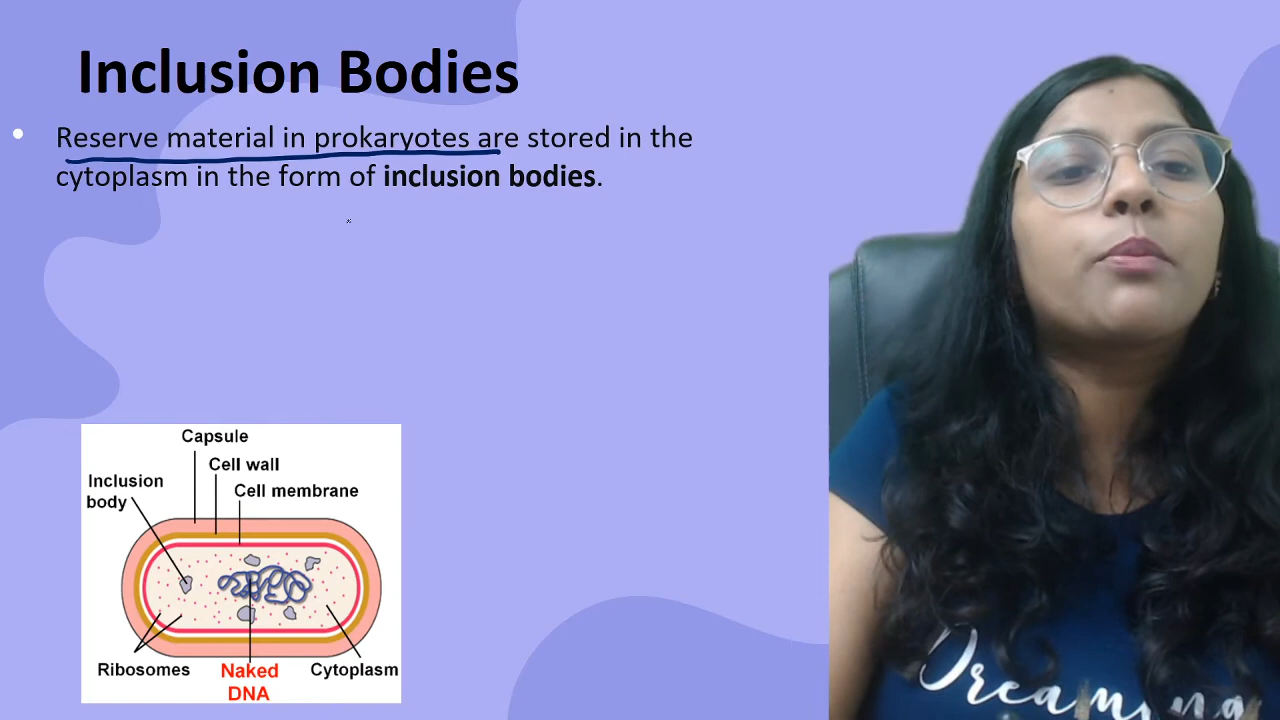 Inclusion Bodies
Reserve material in prokaryotes are stored in the
cytoplasm in the form of inclusion bodies.
Capsule
Cell wall
Cell membrane
Inclusion
body
Ribosomes
Naked
DNA
Cytoplasm
Dreaming